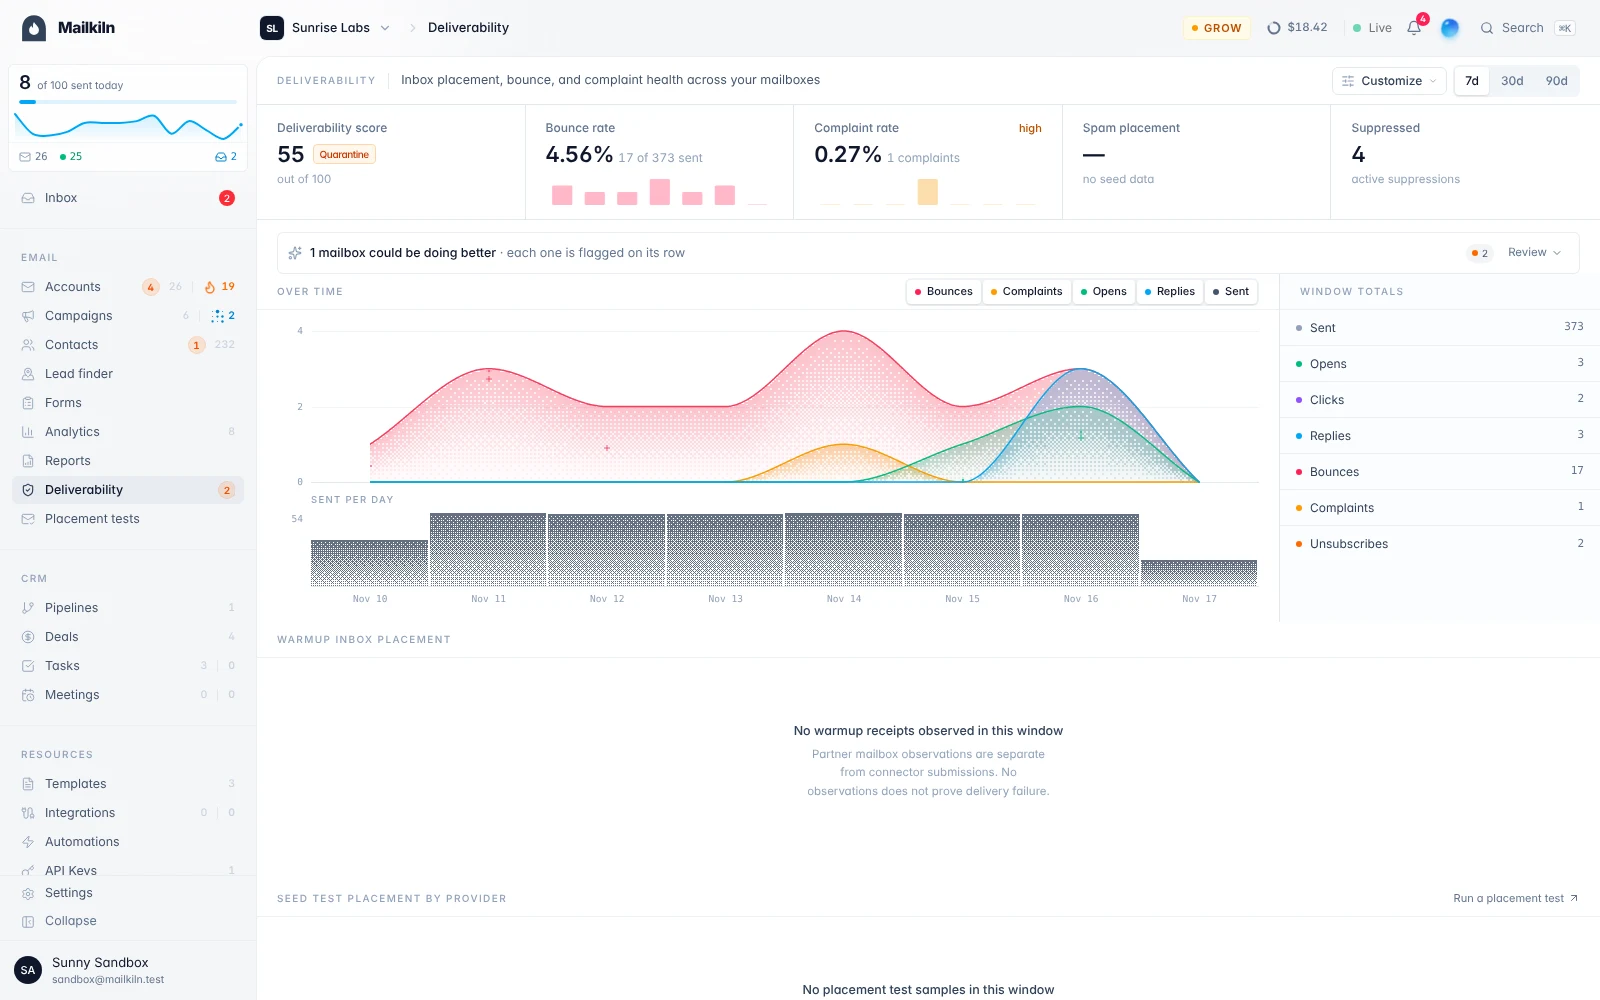 Mailkiln
SL Sunrise Labs
Deliverability
GROW
$18.42
Live
4
Search
⌘K
8 of 100 sent today
26
25
2
Inbox
2
EMAIL
Accounts
4
26
19
Campaigns
6
2
Contacts
1
232
Lead finder
Forms
Analytics
8
Reports
Deliverability
2
Placement tests
CRM
Pipelines
1
Deals
4
Tasks
3
0
Meetings
0
0
RESOURCES
Templates
3
Integrations
0
0
Automations
API Keys
1
Settings
Collapse
SA
Sunny Sandbox
sandbox@mailkiln.test
DELIVERABILITY
Inbox placement, bounce, and complaint health across your mailboxes
Customize
7d
30d
90d
Deliverability score
55 Quarantine
out of 100
Bounce rate
4.56% 17 of 373 sent
Complaint rate
high
0.27% 1 complaints
Spam placement
—
no seed data
Suppressed
4
active suppressions
1 mailbox could be doing better · each one is flagged on its row
2
Review
OVER TIME
Bounces
Complaints
Opens
Replies
Sent
4
2
0
SENT PER DAY
54
Nov 10
Nov 11
Nov 12
Nov 13
Nov 14
Nov 15
Nov 16
Nov 17
WINDOW TOTALS
Sent 373
Opens 3
Clicks 2
Replies 3
Bounces 17
Complaints 1
Unsubscribes 2
WARMUP INBOX PLACEMENT
No warmup receipts observed in this window
Partner mailbox observations are separate
from connector submissions. No
observations does not prove delivery failure.
SEED TEST PLACEMENT BY PROVIDER
Run a placement test
No placement test samples in this window